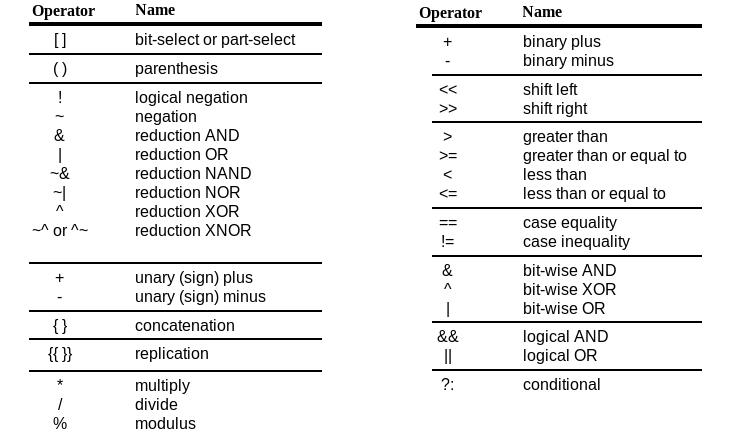 Operator Name
[ ] bit-select or part-select
( ) parenthesis
! logical negation
~ negation
& reduction AND
| reduction OR
~& reduction NAND
~| reduction NOR
^ reduction XOR
~^ or ^~ reduction XNOR
+ unary (sign) plus
- unary (sign) minus
{ } concatenation
{{ }} replication
* multiply
/ divide
% modulus
Operator Name
+ binary plus
- binary minus
<< shift left
>> shift right
> greater than
>= greater than or equal to
< less than
<= less than or equal to
== case equality
!= case inequality
& bit-wise AND
^ bit-wise XOR
| bit-wise OR
&& logical AND
|| logical OR
?: conditional